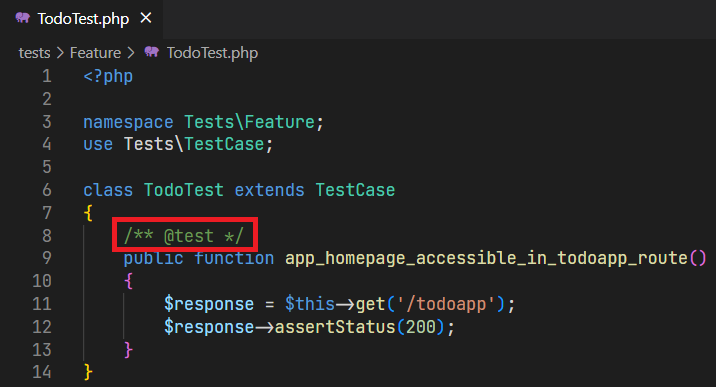 TodoTest.php ×
tests > Feature > TodoTest.php
1 <?php
2
3 namespace Tests\Feature;
4 use Tests\TestCase;
5
6 class TodoTest extends TestCase
7 {
8 /** @test */
9 public function app_homepage_accessible_in_todoapp_route()
10 {
11 $response = $this->get('/todoapp');
12 $response->assertStatus(200);
13 }
14 }